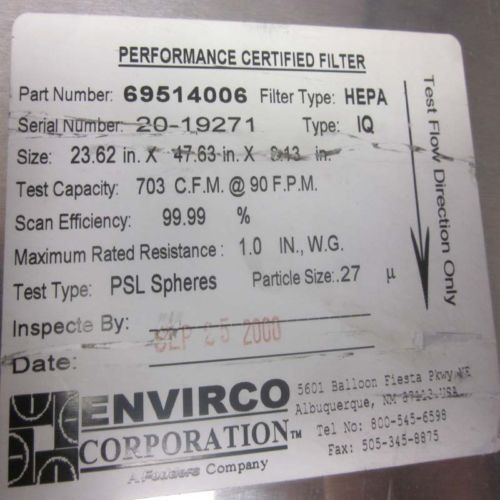 PERFORMANCE CERTIFIED FILTER
Part Number: 69514006 Filter Type: HEPA
Serial Number: 20-19271 Type: IQ
Size: 23.62 in. X 47.63 in. X in.
Test Capacity: 703 C.F.M. @ 90 F.P.M.
Scan Efficiency: 99.99 %
Maximum Rated Resistance : 1.0 IN., W.G.
Test Type: PSL Spheres Particle Size: .27 µ
Inspecte By:
SEP 25 2000
Date:
Test Flow Direction Only
ENVIRCO
CORPORATION™
A Company
5601 Balloon Fiesta Pkwy NE
Albuquerque, NM USA
Tel No: 800-545-6598
Fax: 505-345-8875